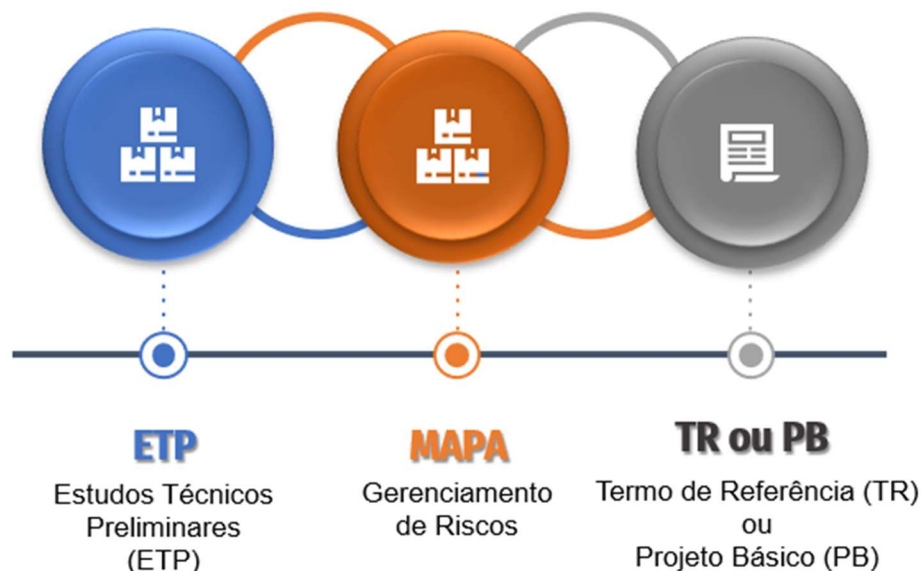 ETP
Estudos Técnicos
Preliminares
(ETP)
MAPA
Gerenciamento
de Riscos
TR ou PB
Termo de Referência (TR)
ou
Projeto Básico (PB)